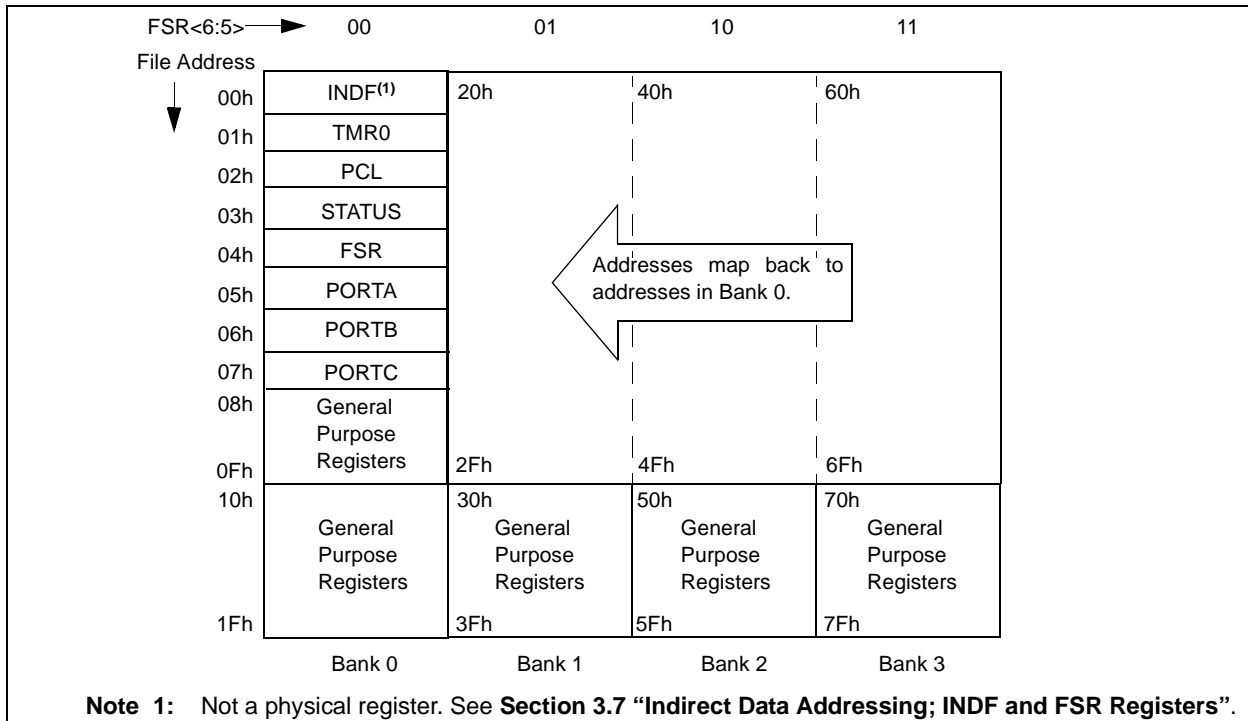 FSR<6:5> 00 01 10 11
File Address
00h INDF(1) 20h 40h 60h
01h TMR0
02h PCL
03h STATUS
04h FSR
Addresses map back to
05h PORTA
addresses in Bank 0.
06h PORTB
07h PORTC
08h General
Purpose
Registers
0Fh 2Fh 4Fh 6Fh
10h 30h 50h 70h
General General General General
Purpose Purpose Purpose Purpose
Registers Registers Registers Registers
1Fh 3Fh 5Fh 7Fh
Bank 0 Bank 1 Bank 2 Bank 3
Note 1: Not a physical register. See Section 3.7 “Indirect Data Addressing; INDF and FSR Registers”.